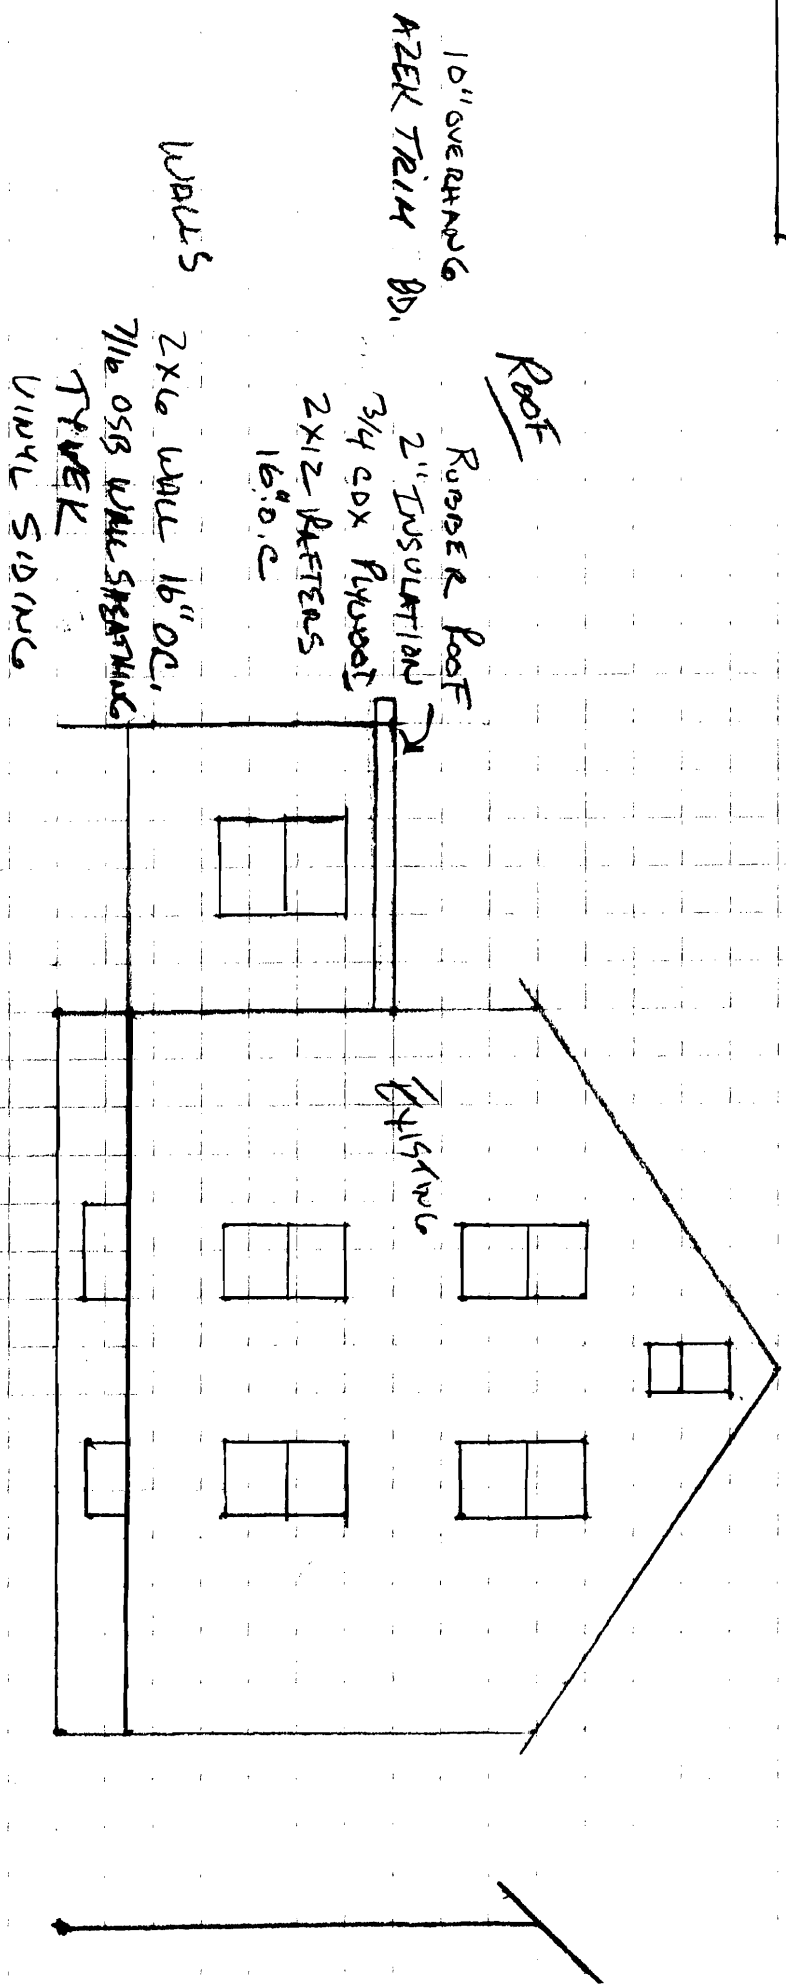 ROOF
RUBBER ROOF
2" INSULATION
3/4 CDX PLYWOOD
2X12 RAFTERS
16" O.C
10" OVERHANG
AZEK TRIM BD.
WALLS
2X6 WALL 16" OC.
7/16 OSB WALL SHEATHING
TYVEK
VINYL SIDING
EXISTING